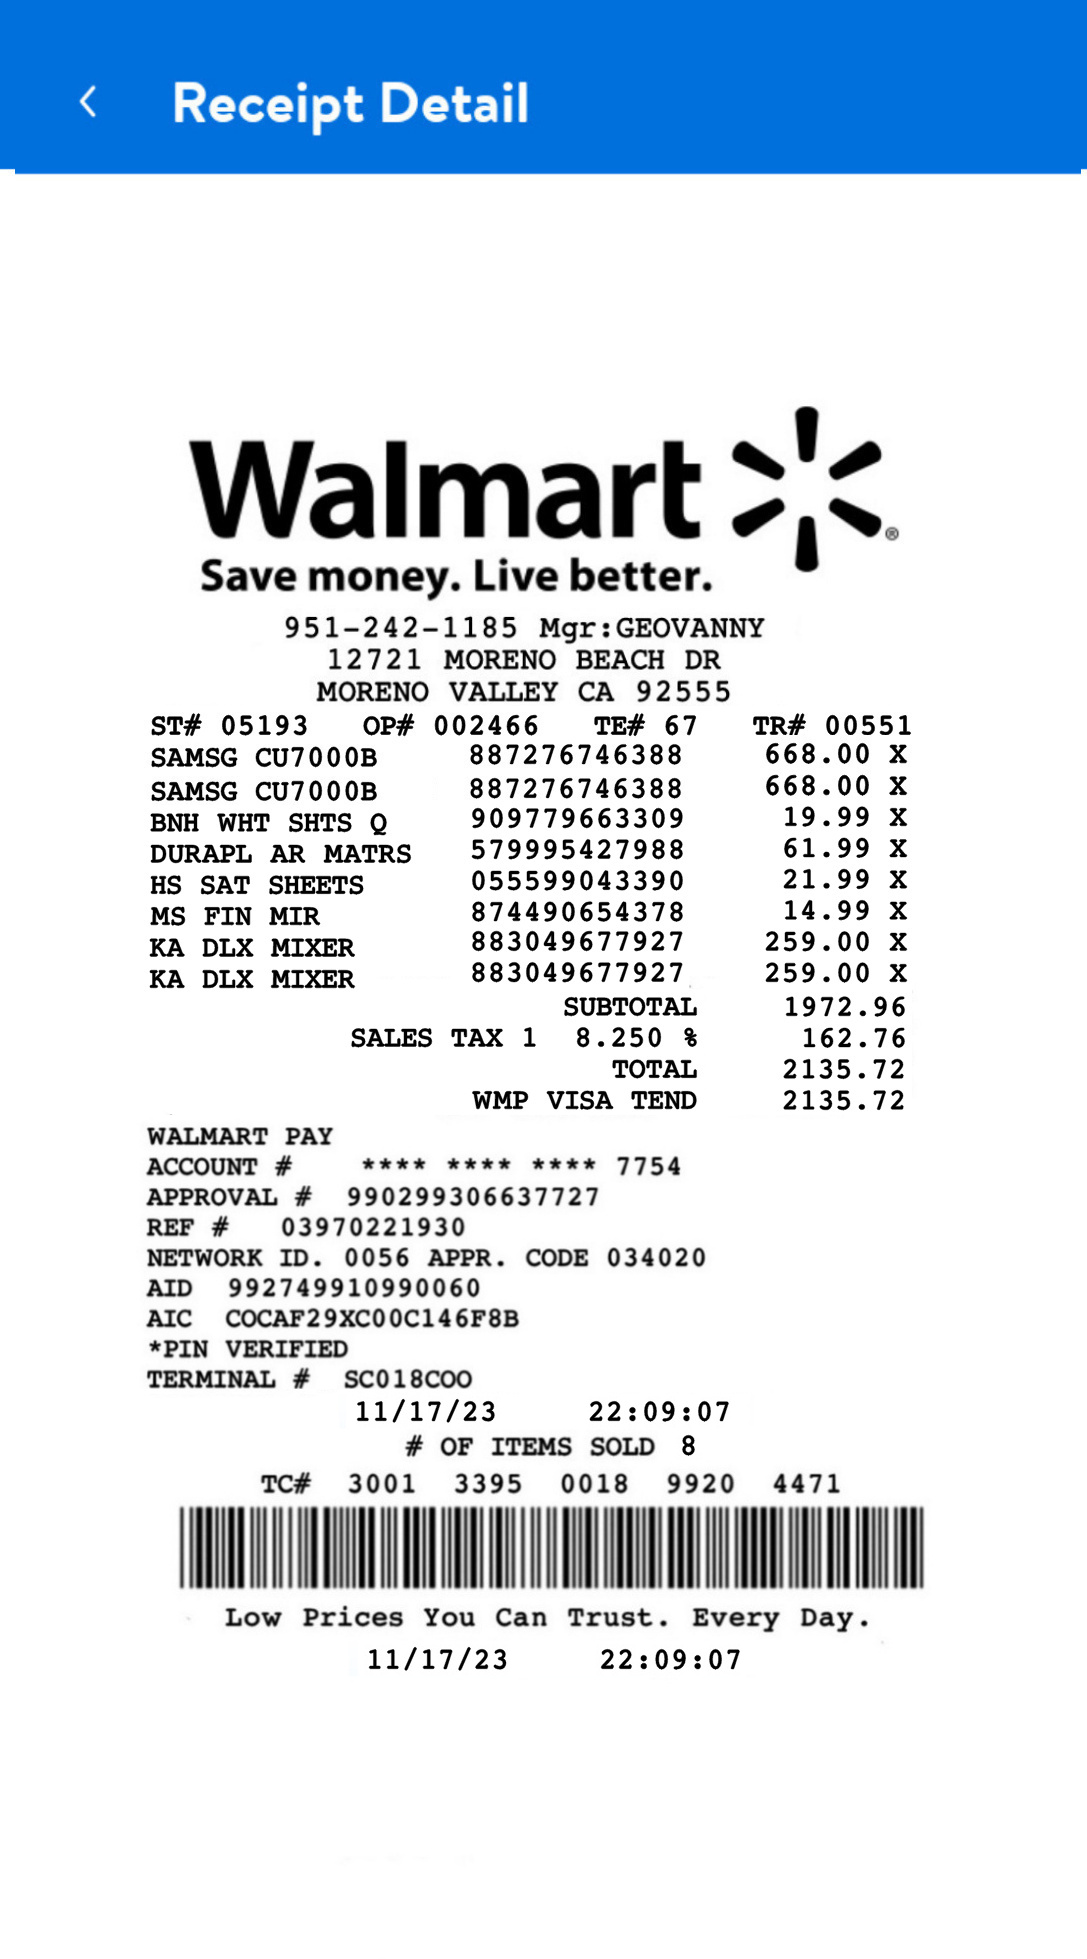 Receipt Detail
Walmart
Save money. Live better.
951-242-1185 Mgr:GEOVANNY
12721 MORENO BEACH DR
MORENO VALLEY CA 92555
ST# 05193 OP# 002466 TE# 67 TR# 00551
SAMSG CU7000B 887276746388 668.00 X
SAMSG CU7000B 887276746388 668.00 X
BNH WHT SHTS Q 909779663309 19.99 X
DURAPL AR MATRS 579995427988 61.99 X
HS SAT SHEETS 055599043390 21.99 X
MS FIN MIR 874490654378 14.99 X
KA DLX MIXER 883049677927 259.00 X
KA DLX MIXER 883049677927 259.00 X
SUBTOTAL 1972.96
SALES TAX 1 8.250 % 162.76
TOTAL 2135.72
WMP VISA TEND 2135.72
WALMART PAY
ACCOUNT # **** **** **** 7754
APPROVAL # 990299306637727
REF # 03970221930
NETWORK ID. 0056 APPR. CODE 034020
AID 992749910990060
AIC COCAF29XC00C146F8B
*PIN VERIFIED
TERMINAL # SC018COO
11/17/23 22:09:07
# OF ITEMS SOLD 8
TC# 3001 3395 0018 9920 4471
Low Prices You Can Trust. Every Day.
11/17/23 22:09:07